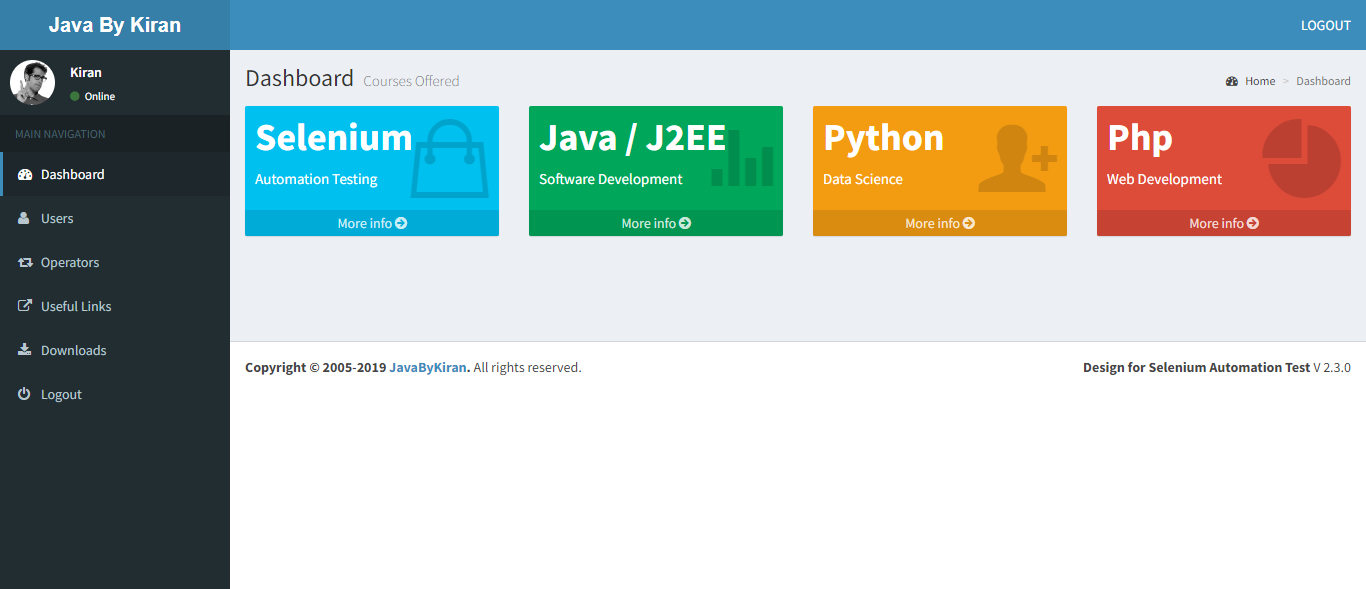 Java By Kiran
LOGOUT
Kiran
Online
MAIN NAVIGATION
Dashboard
Users
Operators
Useful Links
Downloads
Logout
Dashboard Courses Offered
Home > Dashboard
Selenium
Automation Testing
More info
Java / J2EE
Software Development
More info
Python
Data Science
More info
Php
Web Development
More info
Copyright © 2005-2019 JavaByKiran. All rights reserved.
Design for Selenium Automation Test V 2.3.0